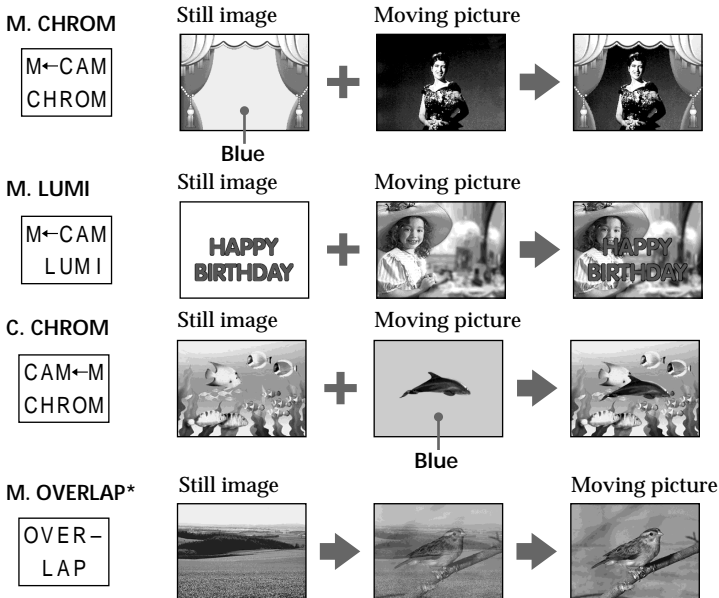 M. CHROM
Still image
Moving picture
M←CAM
CHROM
Blue
M. LUMI
Still image
Moving picture
M←CAM
LUMI
HAPPY
BIRTHDAY
HAPPY
BIRTHDAY
C. CHROM
Still image
Moving picture
CAM←M
CHROM
Blue
M. OVERLAP*
Still image
Moving picture
OVER–
LAP